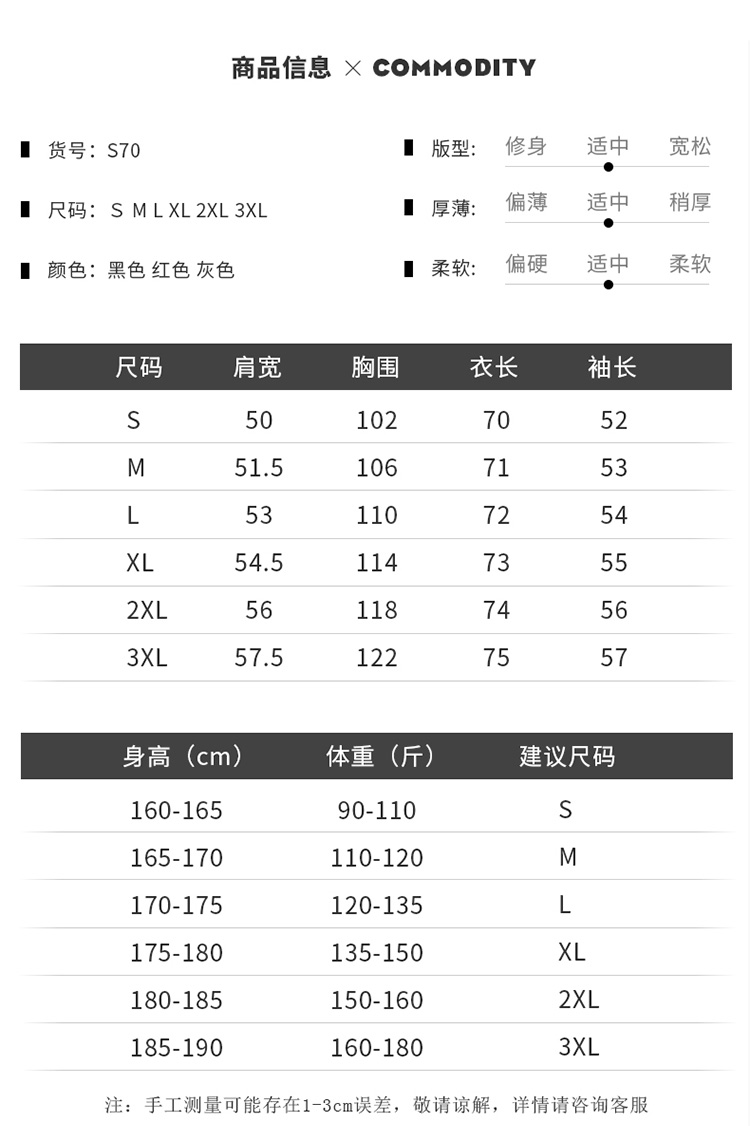 商品信息 × COMMODITY
货号：S70
尺码：S M L XL 2XL 3XL
颜色：黑色 红色 灰色
版型: 修身 适中 宽松
厚薄: 偏薄 适中 稍厚
柔软: 偏硬 适中 柔软
尺码 肩宽 胸围 衣长 袖长
S 50 102 70 52
M 51.5 106 71 53
L 53 110 72 54
XL 54.5 114 73 55
2XL 56 118 74 56
3XL 57.5 122 75 57
身高（cm） 体重（斤） 建议尺码
160-165 90-110 S
165-170 110-120 M
170-175 120-135 L
175-180 135-150 XL
180-185 150-160 2XL
185-190 160-180 3XL
注：手工测量可能存在1-3cm误差，敬请谅解，详情请咨询客服